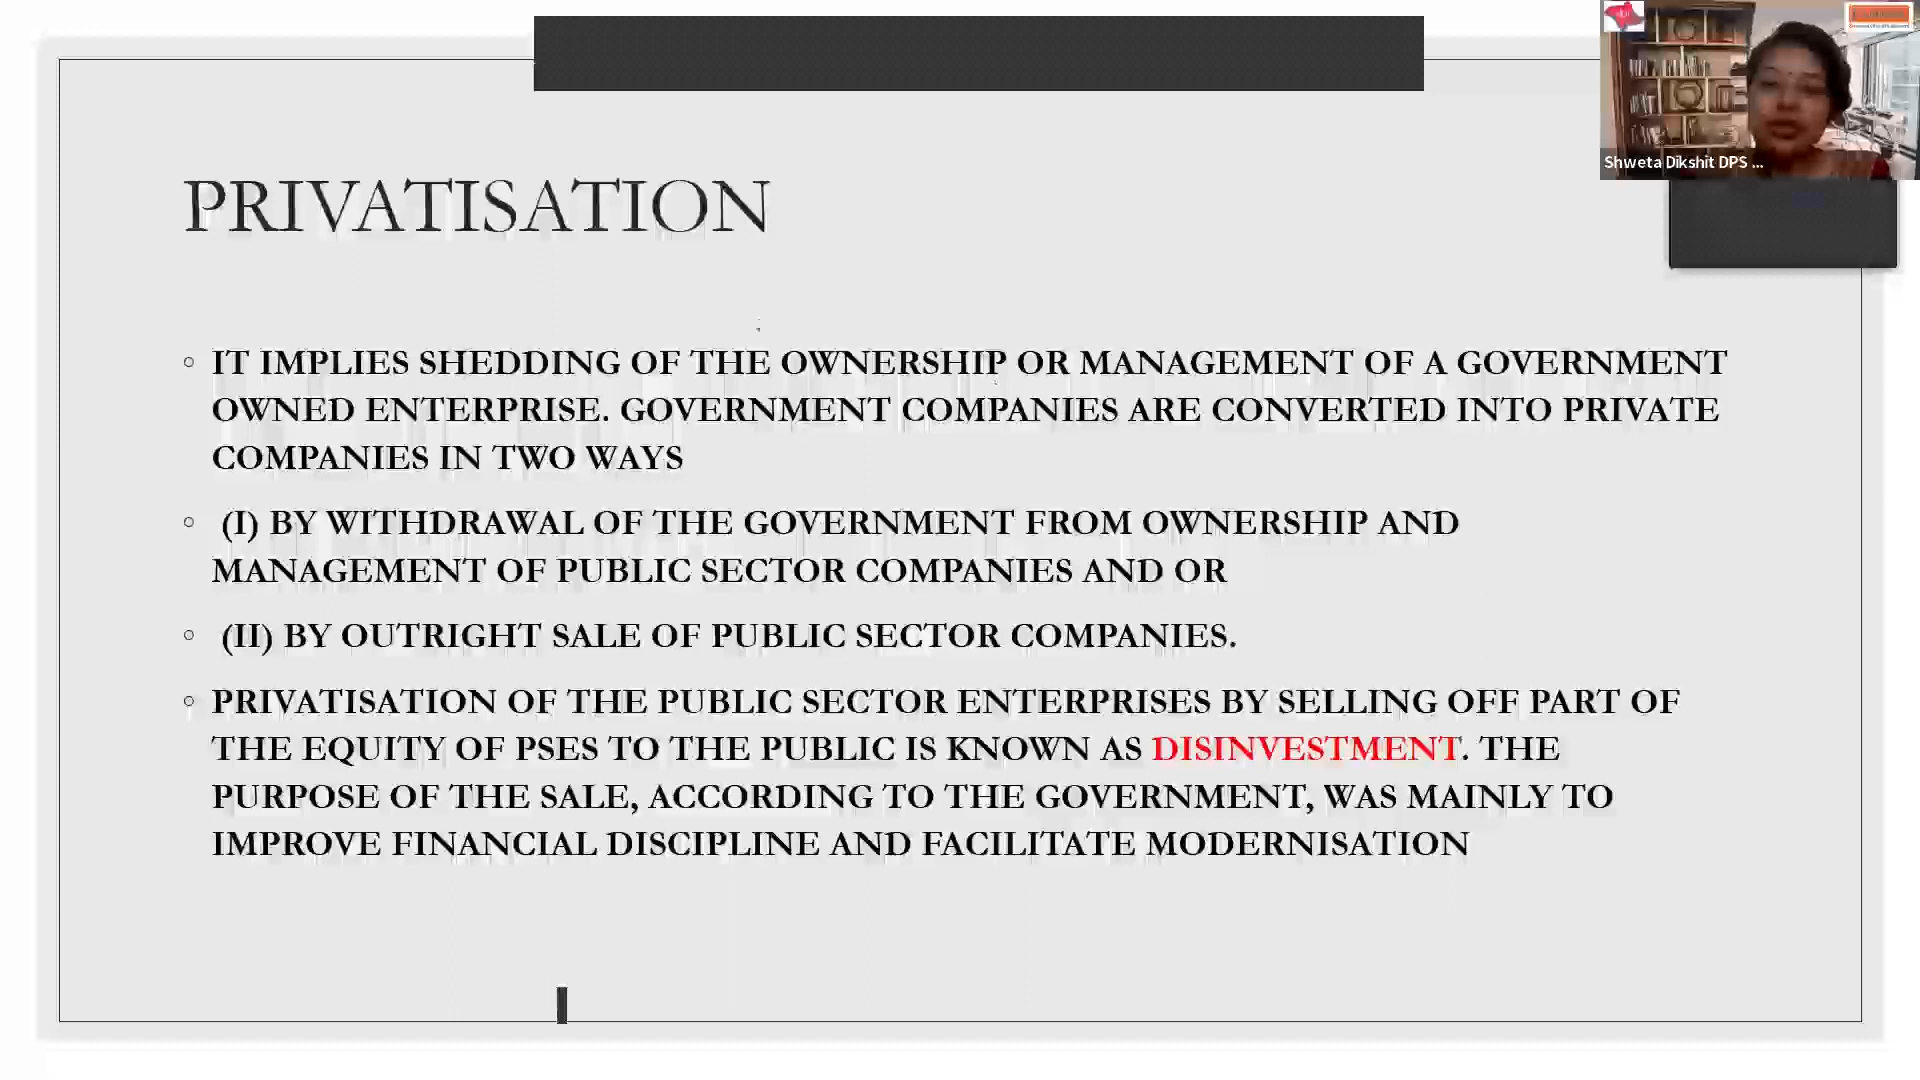 Shweta Dikshit DPS ...
PRIVATISATION
IT IMPLIES SHEDDING OF THE OWNERSHIP OR MANAGEMENT OF A GOVERNMENT
OWNED ENTERPRISE. GOVERNMENT COMPANIES ARE CONVERTED INTO PRIVATE
COMPANIES IN TWO WAYS
(I) BY WITHDRAWAL OF THE GOVERNMENT FROM OWNERSHIP AND
MANAGEMENT OF PUBLIC SECTOR COMPANIES AND OR
(II) BY OUTRIGHT SALE OF PUBLIC SECTOR COMPANIES.
PRIVATISATION OF THE PUBLIC SECTOR ENTERPRISES BY SELLING OFF PART OF
THE EQUITY OF PSES TO THE PUBLIC IS KNOWN AS DISINVESTMENT. THE
PURPOSE OF THE SALE, ACCORDING TO THE GOVERNMENT, WAS MAINLY TO
IMPROVE FINANCIAL DISCIPLINE AND FACILITATE MODERNISATION